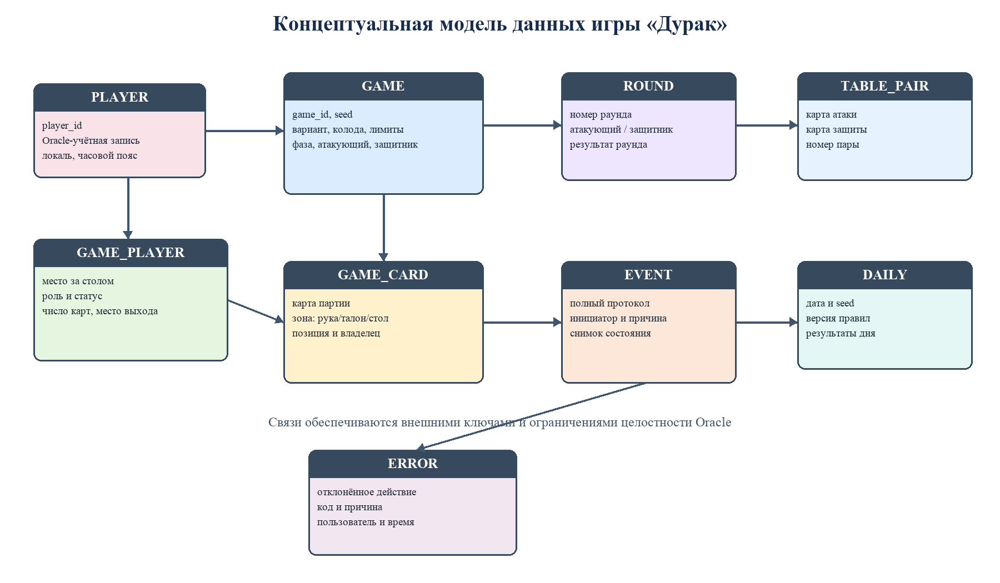 Концептуальная модель данных игры «Дурак»
PLAYER
player_id
Oracle-учётная запись
локаль, часовой пояс
GAME
game_id, seed
вариант, колода, лимиты
фаза, атакующий, защитник
ROUND
номер раунда
атакующий / защитник
результат раунда
TABLE_PAIR
карта атаки
карта защиты
номер пары
GAME_PLAYER
место за столом
роль и статус
число карт, место выхода
GAME_CARD
карта партии
зона: рука/талон/стол
позиция и владелец
EVENT
полный протокол
инициатор и причина
снимок состояния
DAILY
дата и seed
версия правил
результаты дня
Связи обеспечиваются внешними ключами и ограничениями целостности Oracle
ERROR
отклонённое действие
код и причина
пользователь и время